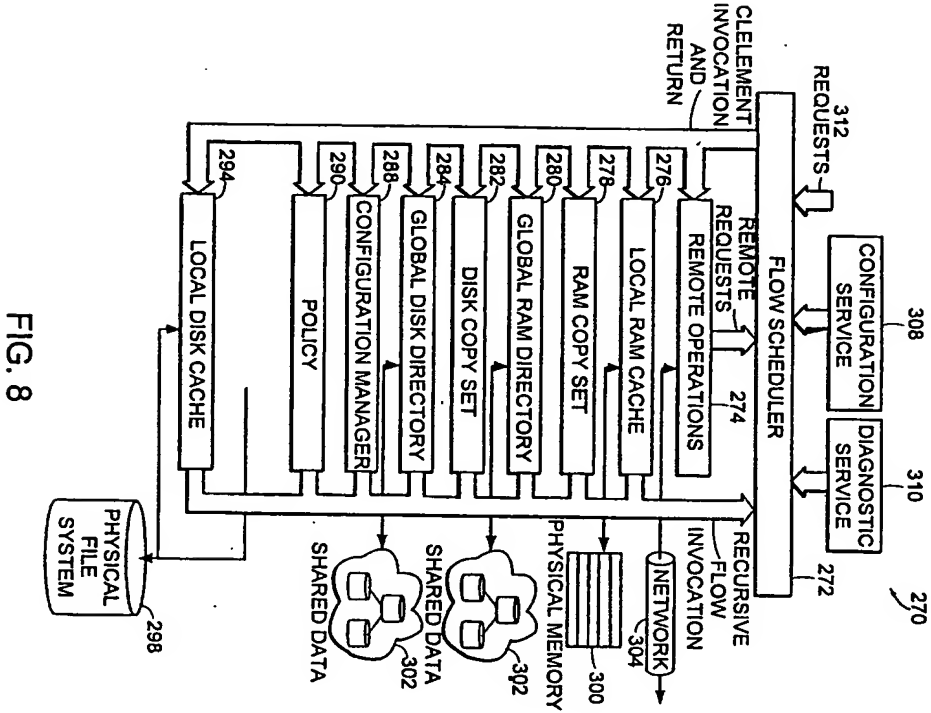 270
308
CONFIGURATION
SERVICE
310
DIAGNOSTIC
SERVICE
312
REQUESTS
FLOW SCHEDULER
272
CLELEMENT
INVOCATION
AND
RETURN
REMOTE
REQUESTS
274
RECURSIVE
FLOW
INVOCATION
REMOTE OPERATIONS
276
LOCAL RAM CACHE
278
RAM COPY SET
280
GLOBAL RAM DIRECTORY
282
DISK COPY SET
284
GLOBAL DISK DIRECTORY
288
CONFIGURATION MANAGER
290
POLICY
294
LOCAL DISK CACHE
NETWORK
304
PHYSICAL MEMORY
300
SHARED DATA
302
SHARED DATA
302
PHYSICAL
FILE
SYSTEM
298
FIG. 8